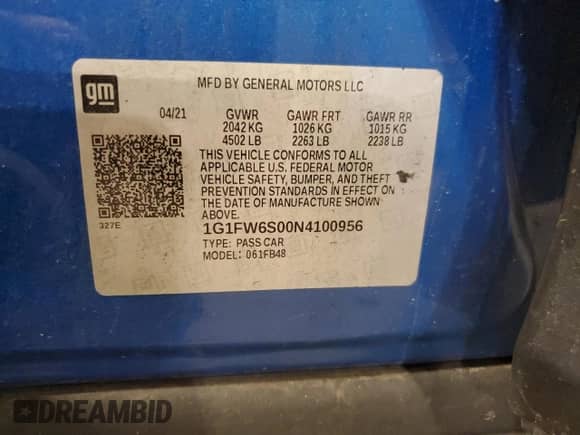 gm
MFD BY GENERAL MOTORS LLC
04/21 GVWR GAWR FRT GAWR RR
2042 KG 1026 KG 1015 KG
4502 LB 2263 LB 2238 LB
THIS VEHICLE CONFORMS TO ALL
APPLICABLE U.S. FEDERAL MOTOR
VEHICLE SAFETY, BUMPER, AND THEFT
PREVENTION STANDARDS IN EFFECT ON
THE DATE OF MANUFACTURE SHOWN
ABOVE.
327E
1G1FW6S00N4100956
TYPE: PASS CAR
MODEL: 061FB48
DREAMBID